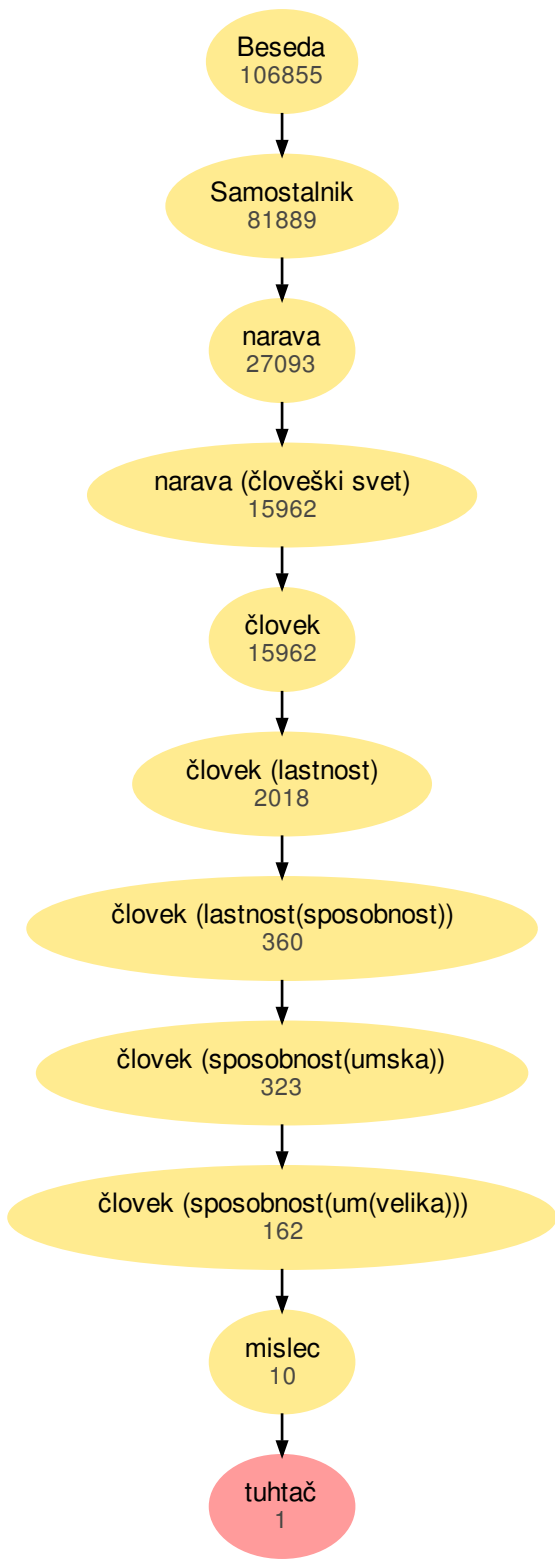 Beseda
106855
Samostalnik
81889
narava
27093
narava (človeški svet)
15962
človek
15962
človek (lastnost)
2018
človek (lastnost(sposobnost))
360
človek (sposobnost(umska))
323
človek (sposobnost(um(velika)))
162
mislec
10
tuhtač
1